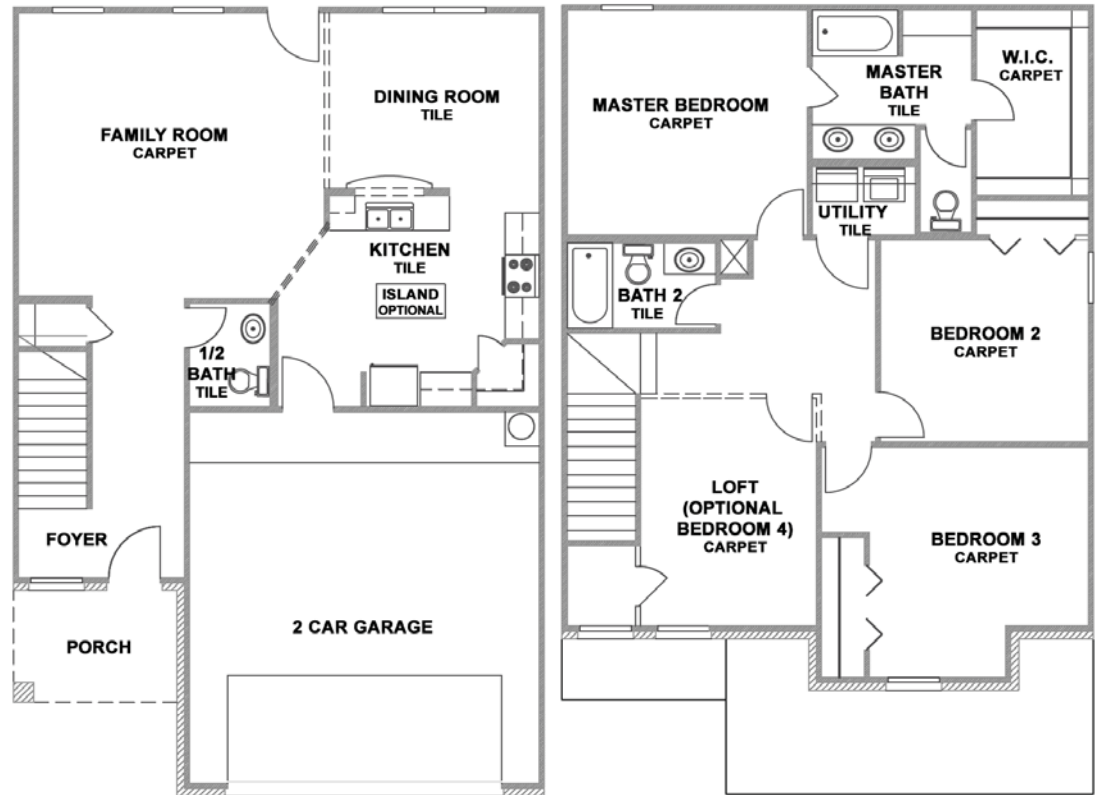 FAMILY ROOM
CARPET
DINING ROOM
TILE
KITCHEN
TILE
ISLAND
OPTIONAL
1/2
BATH
TILE
FOYER
PORCH
2 CAR GARAGE
MASTER BEDROOM
CARPET
MASTER
BATH
TILE
W.I.C.
CARPET
UTILITY
TILE
BATH 2
TILE
BEDROOM 2
CARPET
LOFT
(OPTIONAL
BEDROOM 4)
CARPET
BEDROOM 3
CARPET